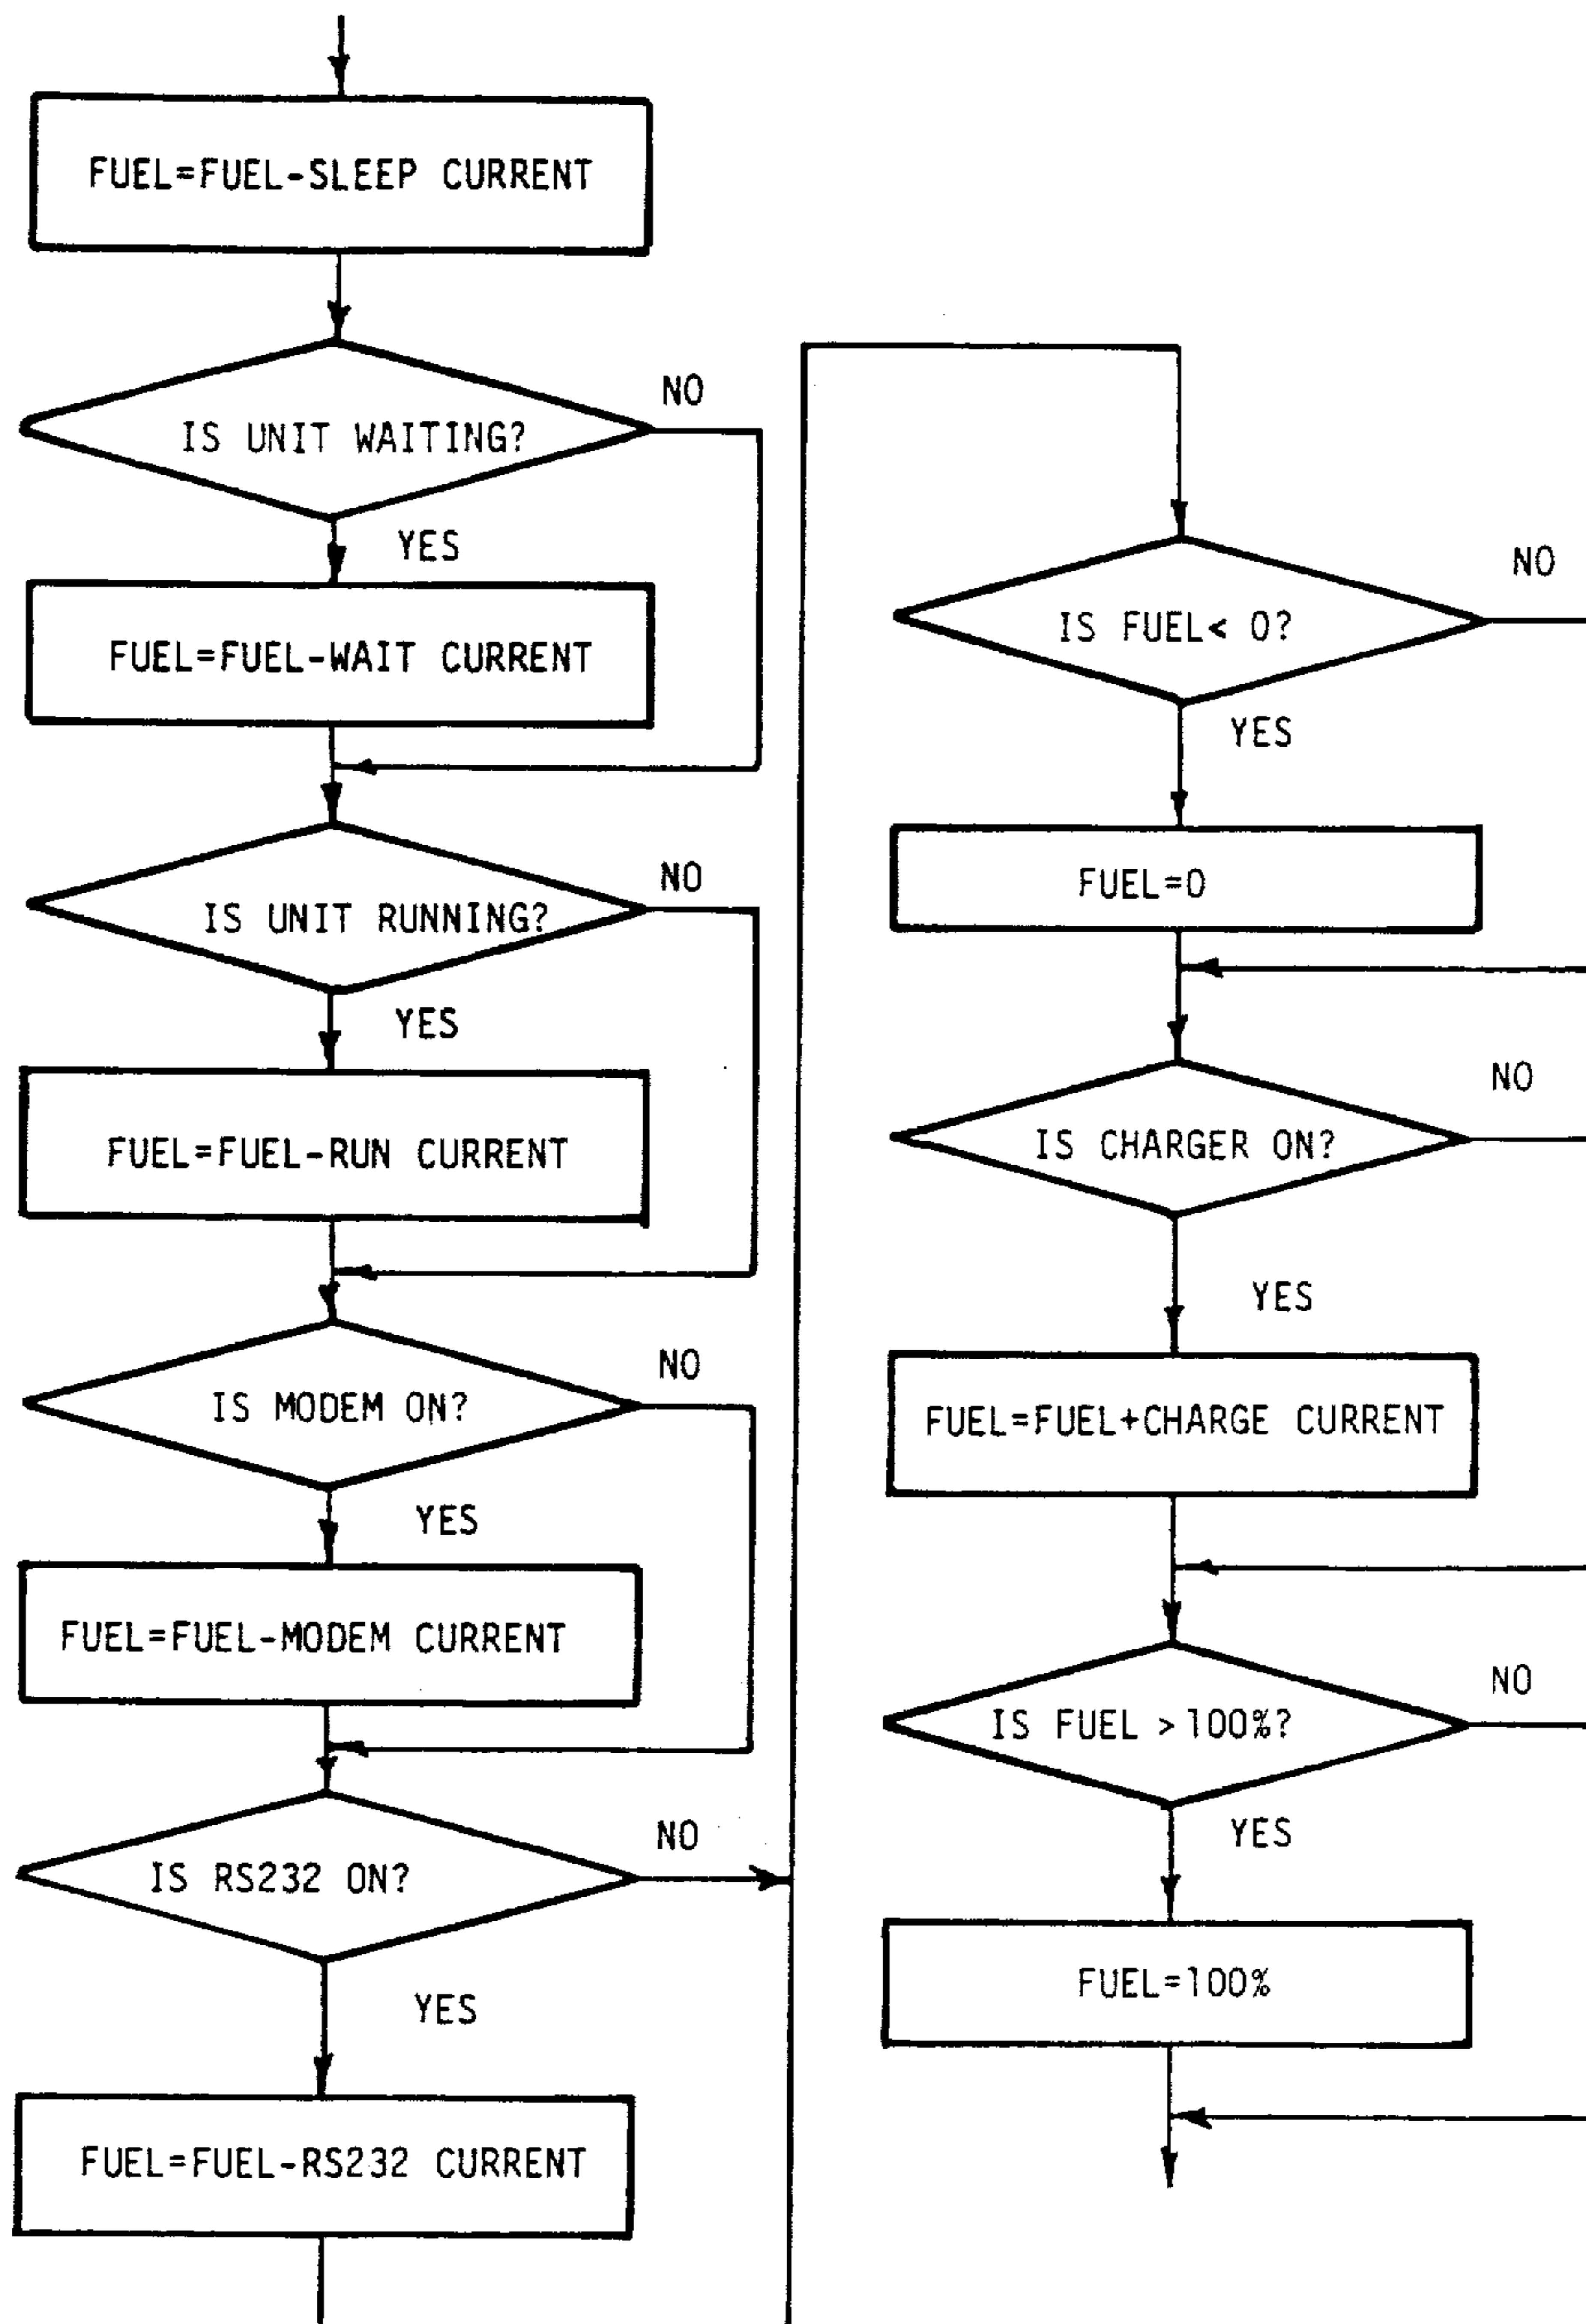 FUEL=FUEL-SLEEP CURRENT
NO
IS UNIT WAITING?
YES
FUEL=FUEL-WAIT CURRENT
NO
IS UNIT RUNNING?
YES
FUEL=FUEL-RUN CURRENT
NO
IS MODEM ON?
YES
FUEL=FUEL-MODEM CURRENT
NO
IS RS232 ON?
YES
FUEL=FUEL-RS232 CURRENT
NO
IS FUEL< 0?
YES
FUEL=0
NO
IS CHARGER ON?
YES
FUEL=FUEL+CHARGE CURRENT
NO
IS FUEL >100%?
YES
FUEL=100%